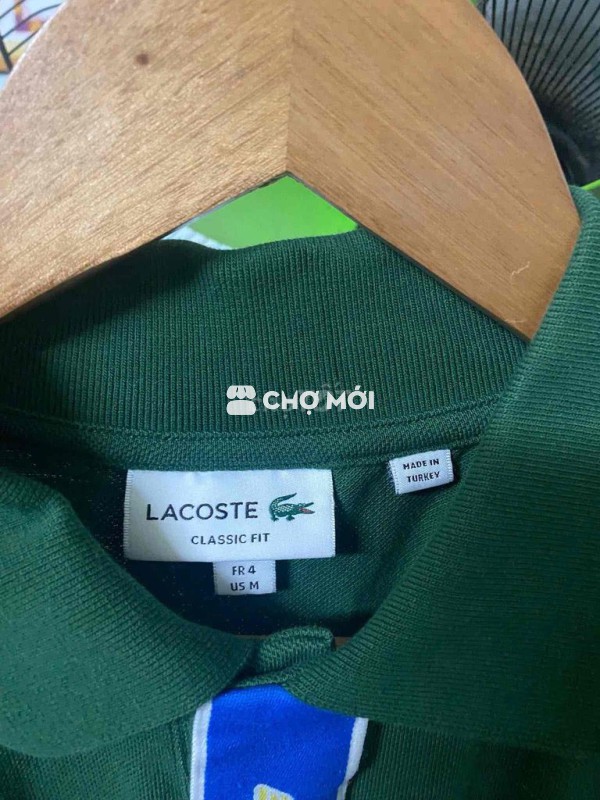 CHỢ MỚI
MADE IN
TURKEY
LACOSTE
CLASSIC FIT
FR 4
US M